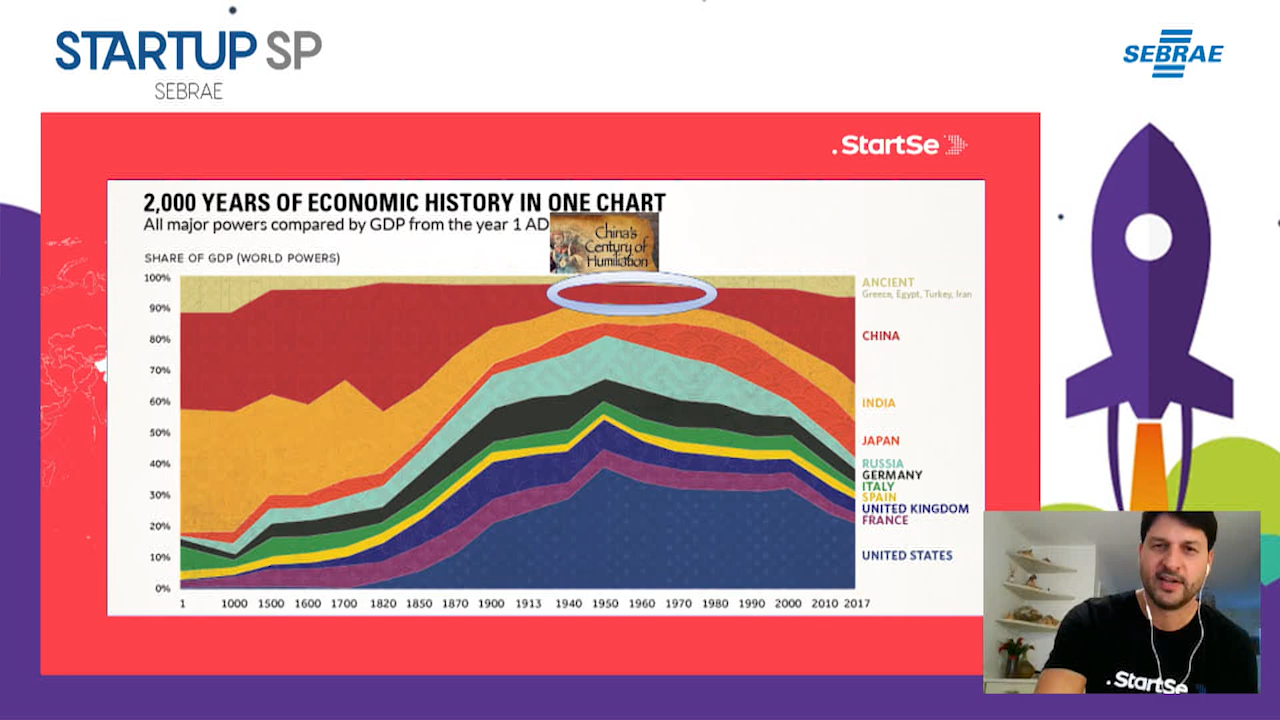 STARTUP SP
SEBRAE
SEBRAE
.StartSe
2,000 YEARS OF ECONOMIC HISTORY IN ONE CHART
All major powers compared by GDP from the year 1 AD
China's
Century of
Humiliation
SHARE OF GDP (WORLD POWERS)
100%
90%
80%
70%
60%
50%
40%
30%
20%
10%
0%
ANCIENT
Greece, Egypt, Turkey, Iran
CHINA
INDIA
JAPAN
RUSSIA
GERMANY
ITALY
SPAIN
UNITED KINGDOM
FRANCE
UNITED STATES
1 1000 1500 1600 1700 1820 1850 1870 1900 1913 1940 1950 1960 1970 1980 1990 2000 2010 2017
.StartSe